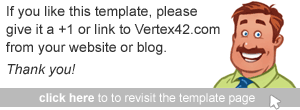 If you like this template, please
give it a +1 or link to Vertex42.com
from your website or blog.
Thank you!
click here to to revisit the template page